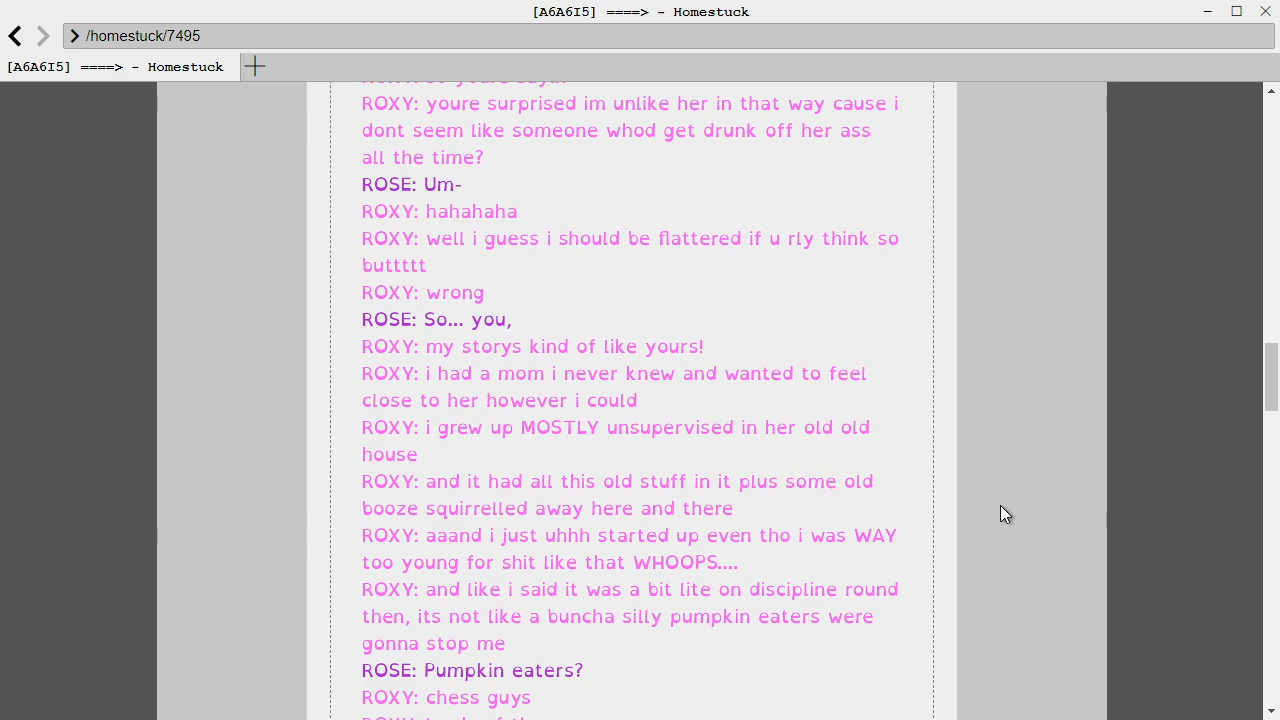 [A6A6I5] ====> - Homestuck
/homestuck/7495
[A6A6I5] ====> - Homestuck
ROXY: youre surprised im unlike her in that way cause i
dont seem like someone whod get drunk off her ass
all the time?
ROSE: Um-
ROXY: hahahaha
ROXY: well i guess i should be flattered if u rly think so
buttttt
ROXY: wrong
ROSE: So... you,
ROXY: my storys kind of like yours!
ROXY: i had a mom i never knew and wanted to feel
close to her however i could
ROXY: i grew up MOSTLY unsupervised in her old old
house
ROXY: and it had all this old stuff in it plus some old
booze squirrelled away here and there
ROXY: aaand i just uhhh started up even tho i was WAY
too young for shit like that WHOOPS....
ROXY: and like i said it was a bit lite on discipline round
then, its not like a buncha silly pumpkin eaters were
gonna stop me
ROSE: Pumpkin eaters?
ROXY: chess guys